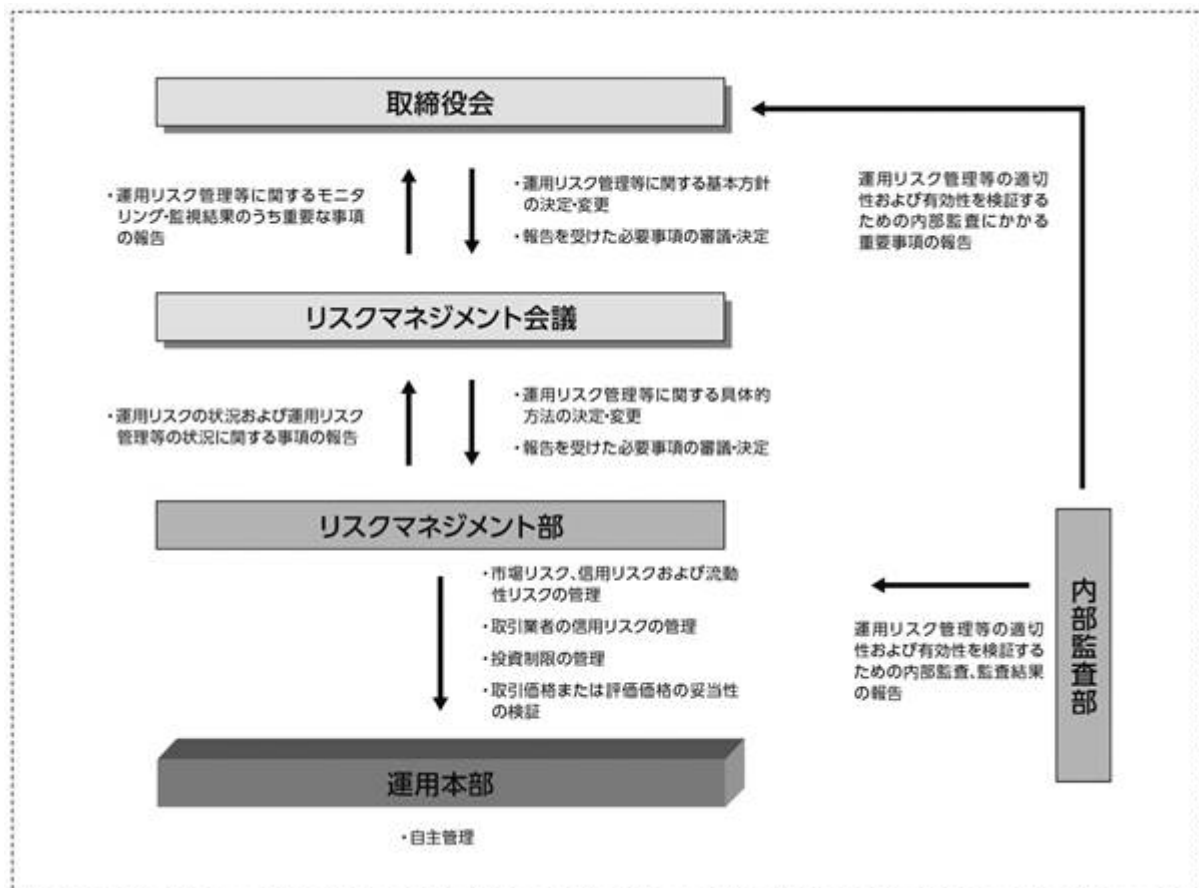 取締役会
・運用リスク管理等に関するモニタ
リング・監視結果のうち重要な事項
の報告
・運用リスク管理等に関する基本方針
の決定・変更
・報告を受けた必要事項の審議・決定
運用リスク管理等の適切
性および有効性を検証する
ための内部監査にかかる
重要事項の報告
リスクマネジメント会議
・運用リスクの状況および運用リスク
管理等の状況に関する事項の報告
・運用リスク管理等に関する具体的
方法の決定・変更
・報告を受けた必要事項の審議・決定
リスクマネジメント部
・市場リスク、信用リスクおよび流動
性リスクの管理
・取引業者の信用リスクの管理
・投資制限の管理
・取引価格または評価価格の妥当性
の検証
運用リスク管理等の適切
性および有効性を検証する
ための内部監査、監査結果
の報告
内部監査部
運用本部
・自主管理